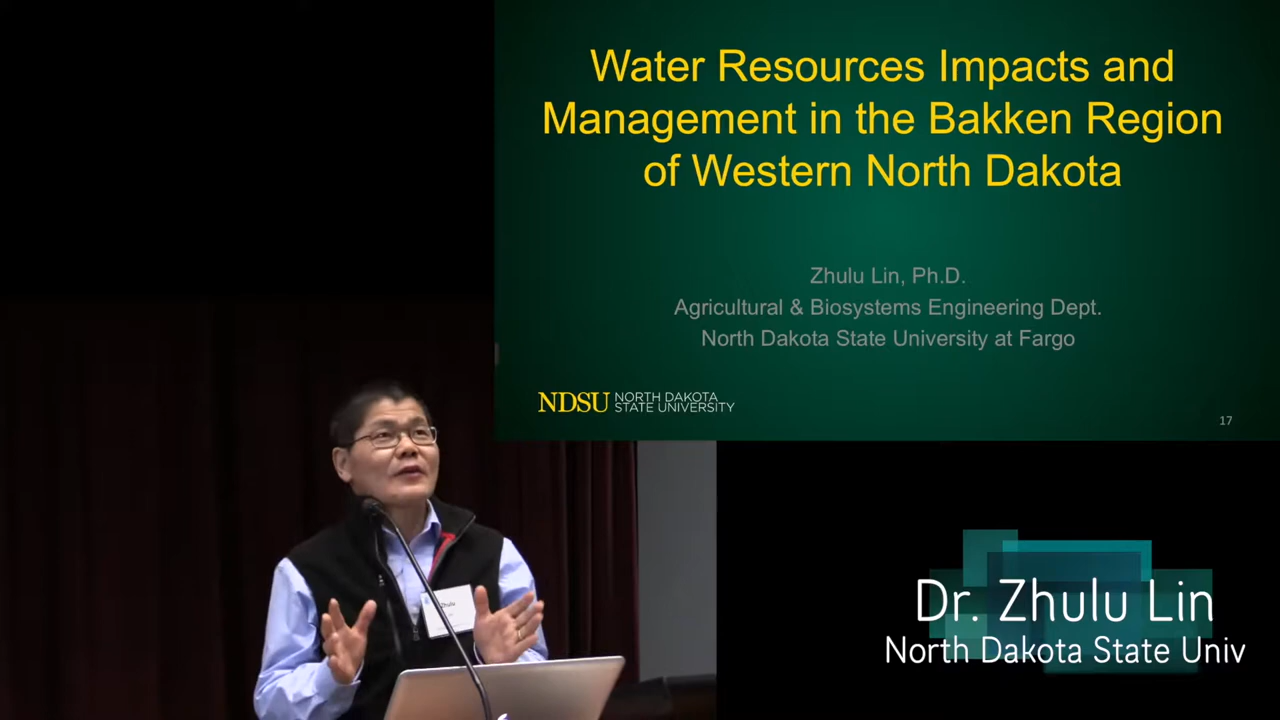 Water Resources Impacts and
Management in the Bakken Region
of Western North Dakota
Zhulu Lin, Ph.D.
Agricultural & Biosystems Engineering Dept.
North Dakota State University at Fargo
NDSU NORTH DAKOTA
STATE UNIVERSITY
17
Zhulu
Dr. Zhulu Lin
North Dakota State Univ